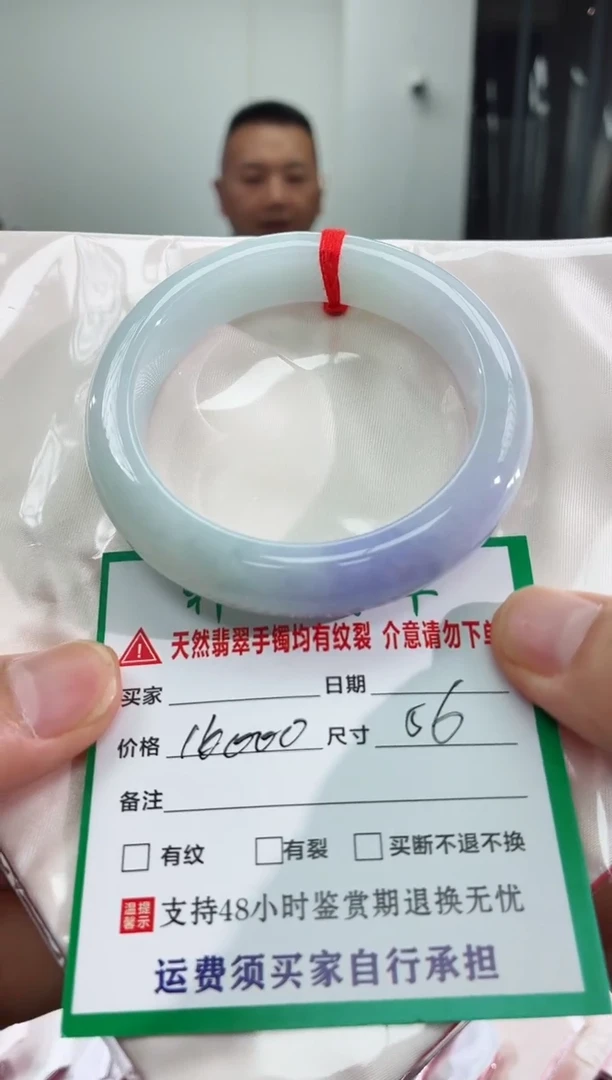 天然翡翠手镯均有纹裂 介意请勿下单
买家 日期
价格 16000 尺寸 56
备注
有纹 有裂 买断不退不换
温馨提示 支持48小时鉴赏期退换无忧
运费须买家自行承担